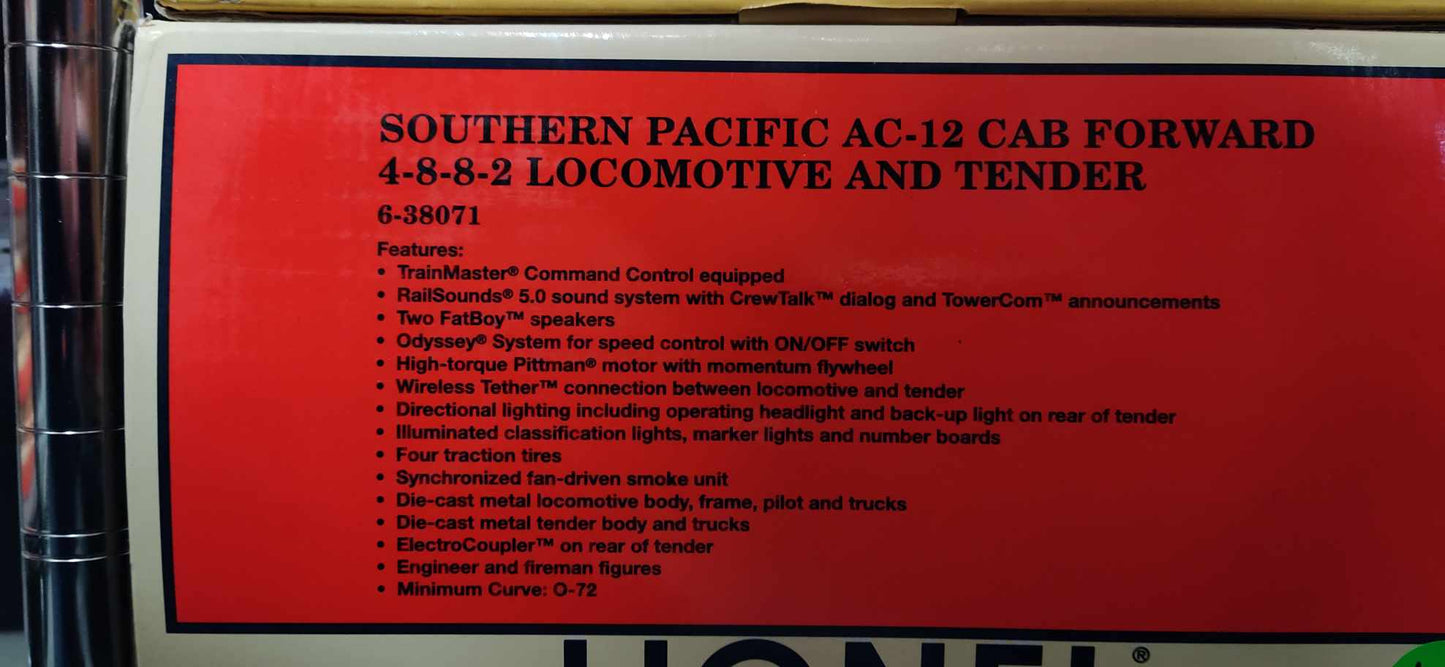 SOUTHERN PACIFIC AC-12 CAB FORWARD
4-8-8-2 LOCOMOTIVE AND TENDER
6-38071
Features:
• TrainMaster® Command Control equipped
• RailSounds® 5.0 sound system with CrewTalk™ dialog and TowerCom™ announcements
• Two FatBoy™ speakers
• Odyssey® System for speed control with ON/OFF switch
• High-torque Pittman® motor with momentum flywheel
• Wireless Tether™ connection between locomotive and tender
• Directional lighting including operating headlight and back-up light on rear of tender
• Illuminated classification lights, marker lights and number boards
• Four traction tires
• Synchronized fan-driven smoke unit
• Die-cast metal locomotive body, frame, pilot and trucks
• Die-cast metal tender body and trucks
• ElectroCoupler™ on rear of tender
• Engineer and fireman figures
• Minimum Curve: O-72
LIONEL®